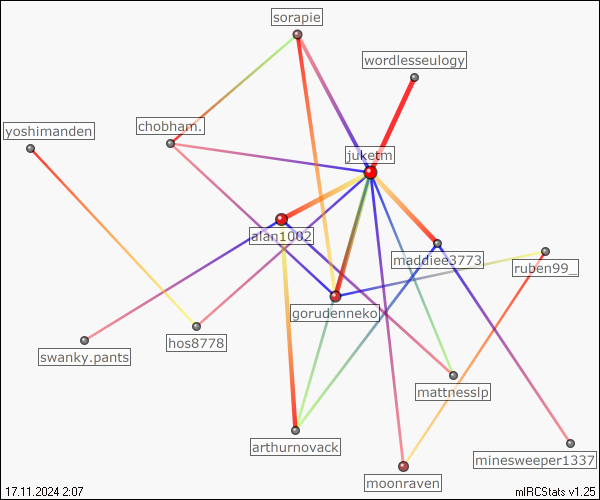 sorapie
wordlesseulogy
yoshimanden
chobham.
juketm
alan1002
maddiee3773
ruben99_
gorudenneko
hos8778
swanky.pants
mattnesslp
arthurnovack
minesweeper1337
moonraven
17.11.2024 2:07
mIRCStats v1.25